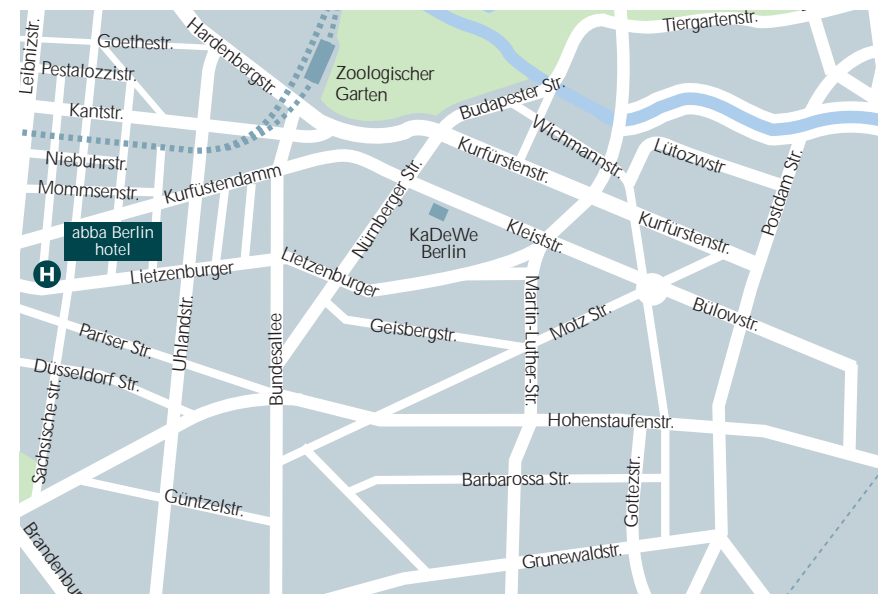 Leibnizstr.
Goethestr.
Hardenbergstr.
Tiergartenstr.
Pestalozzistr.
Zoologischer
Garten
Kantstr.
Budapester Str.
Wichmannstr.
Niebuhrstr.
Kurfürstenstr.
Lütozwstr
Mommsenstr.
Kurfüstendamm
Nürnberger Str.
Postdam Str.
abba Berlin
hotel
KaDeWe
Berlin
Kleiststr.
Kurfürstenstr.
H
Lietzenburger
Lietzenburger
Pariser Str.
Uhlandstr.
Bundesallee
Geisbergstr.
Martin-Luther-Str.
Motz Str.
Bülowstr.
Düsseldorf Str.
Sachsische str.
Hohenstaufenstr.
Güntzelstr.
Barbarossa Str.
Gottezstr.
Brandenbur
Grunewaldstr.